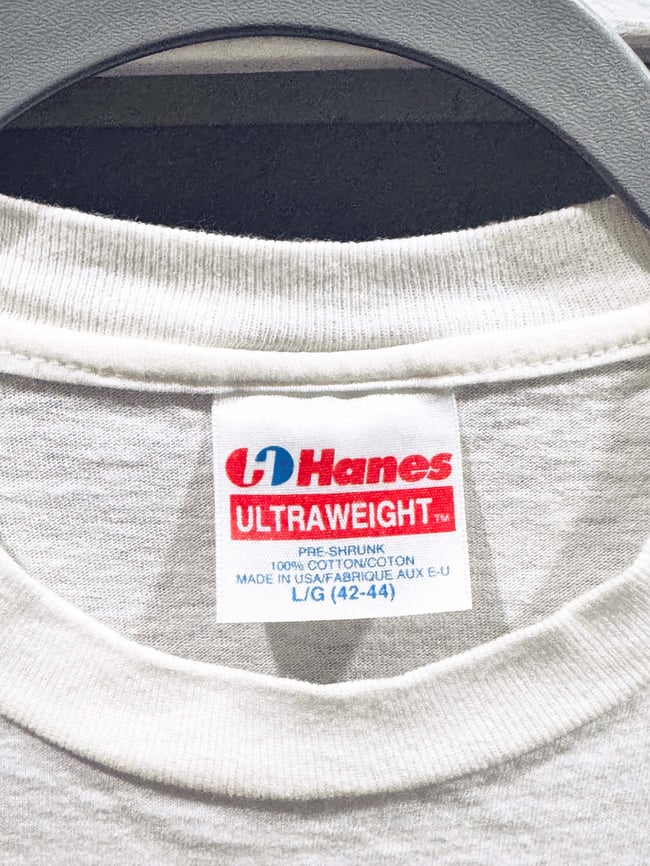 Hanes
ULTRAWEIGHT™
PRE-SHRUNK
100% COTTON/COTON
MADE IN USA/FABRIQUE AUX E-U
L/G (42-44)